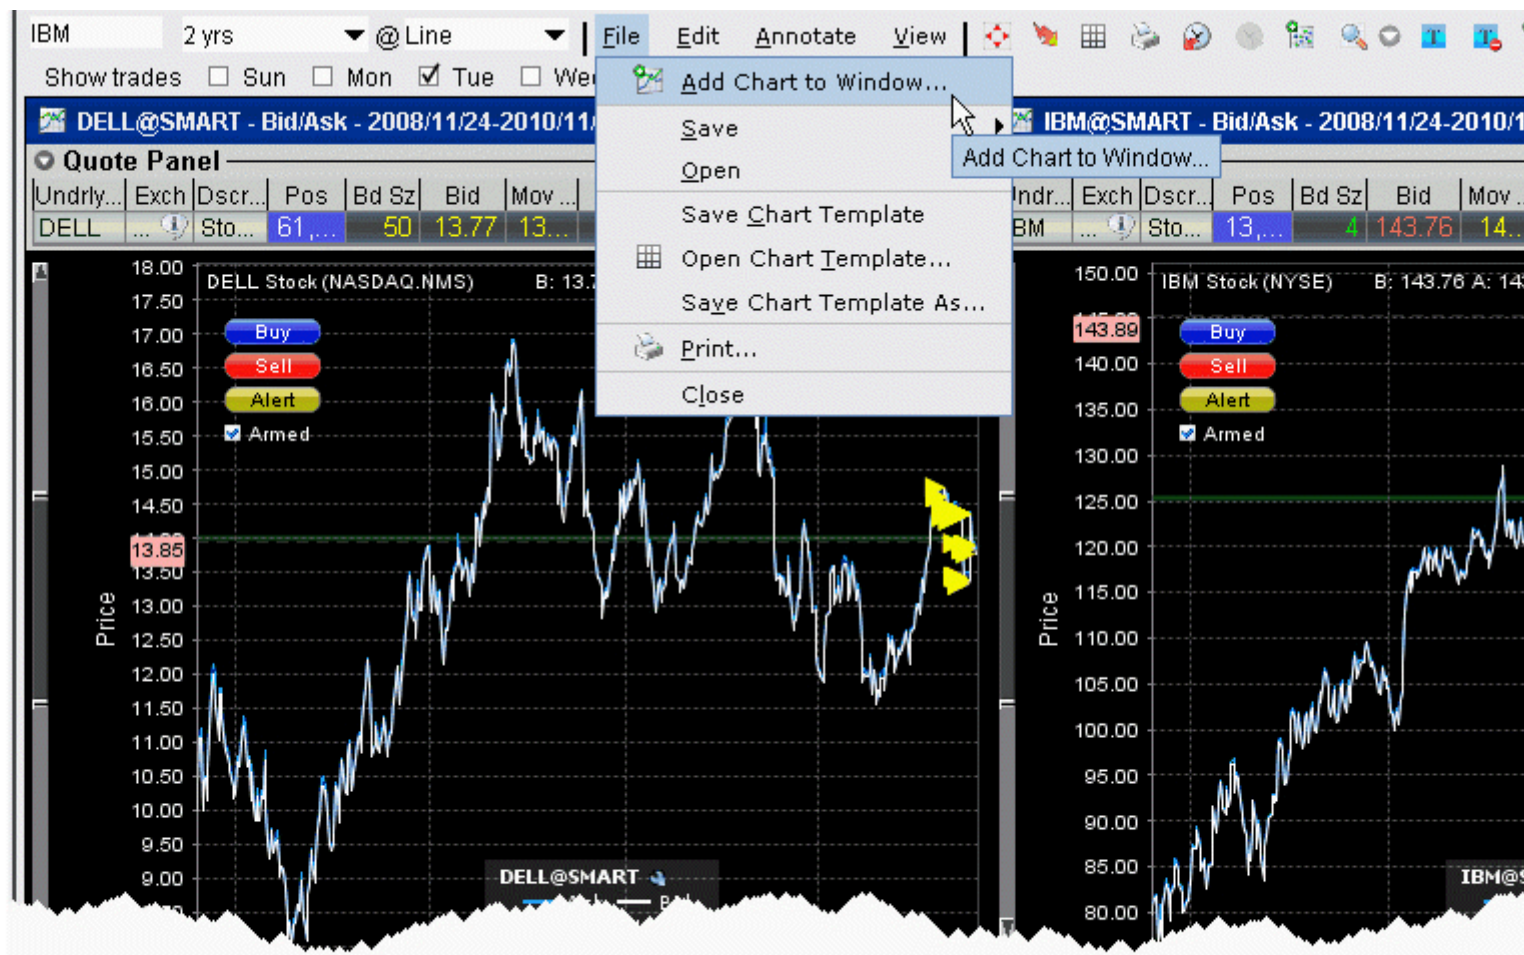 IBM 2 yrs @ Line File Edit Annotate View
Show trades Sun Mon Tue We
Add Chart to Window...
Save
Open
Save Chart Template
Open Chart Template...
Save Chart Template As...
Print...
Close
Add Chart to Window...
DELL@SMART - Bid/Ask - 2008/11/24-2010/11/
Quote Panel
Undrly... Exch Dscr... Pos Bd Sz Bid Mov ...
DELL ... Sto... 61,... 50 13.77 13...
DELL Stock (NASDAQ.NMS) B: 13.7
Buy
Sell
Alert
Armed
18.00
17.50
17.00
16.50
16.00
15.50
15.00
14.50
13.85
13.50
13.00
12.50
12.00
11.50
11.00
10.50
10.00
9.50
9.00
Price
DELL@SMART
IBM@SMART - Bid/Ask - 2008/11/24-2010/1
ndr... Exch Dscr... Pos Bd Sz Bid Mov ..
BM ... Sto... 13,... 4 143.76 14..
IBM Stock (NYSE) B: 143.76 A: 143
Buy
Sell
Alert
Armed
150.00
143.89
140.00
135.00
130.00
125.00
120.00
115.00
110.00
105.00
100.00
95.00
90.00
85.00
80.00
Price
IBM@S